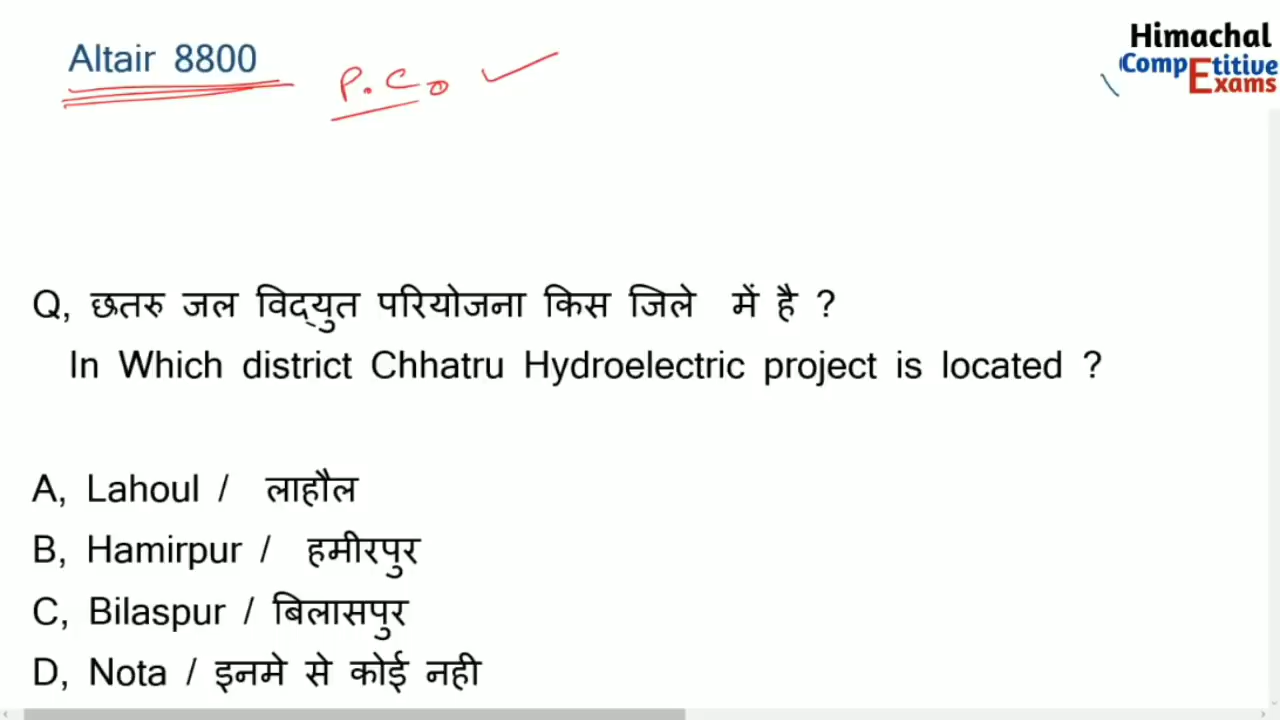 Altair 8800
P.C.
Himachal
CompEtitive
Exams
Q, छतरु जल विद्युत परियोजना किस जिले में है ?
In Which district Chhatru Hydroelectric project is located ?
A, Lahoul / लाहौल
B, Hamirpur / हमीरपुर
C, Bilaspur / बिलासपुर
D, Nota / इनमे से कोई नही